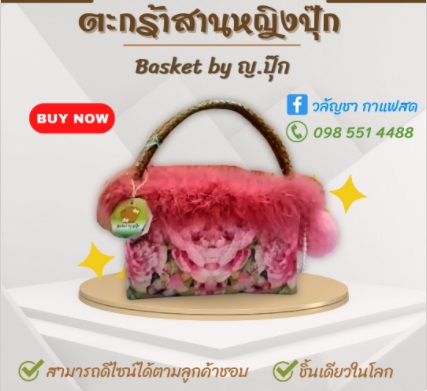 ตะกร้าสานหญิงปุ๊ก
Basket by ญ.ปุ๊ก
BUY NOW
วลัญชา กาแฟสด
098 551 4488
สามารถดีไซน์ได้ตามลูกค้าชอบ
ชิ้นเดียวในโลก